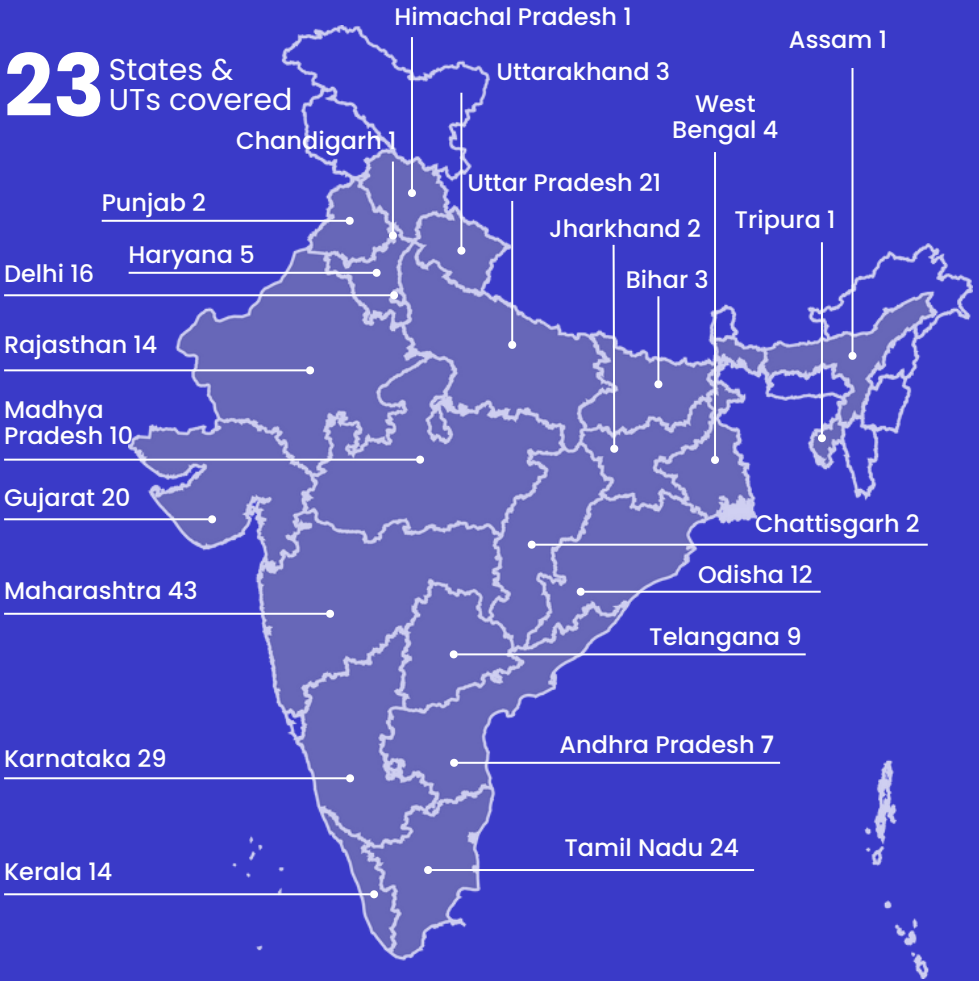 Himachal Pradesh 1
Assam 1
23 States &
UTs covered
Uttarakhand 3
West
Bengal 4
Chandigarh 1
Uttar Pradesh 21
Punjab 2
Jharkhand 2
Tripura 1
Haryana 5
Delhi 16
Bihar 3
Rajasthan 14
Madhya
Pradesh 10
Gujarat 20
Chattisgarh 2
Odisha 12
Maharashtra 43
Telangana 9
Andhra Pradesh 7
Karnataka 29
Tamil Nadu 24
Kerala 14